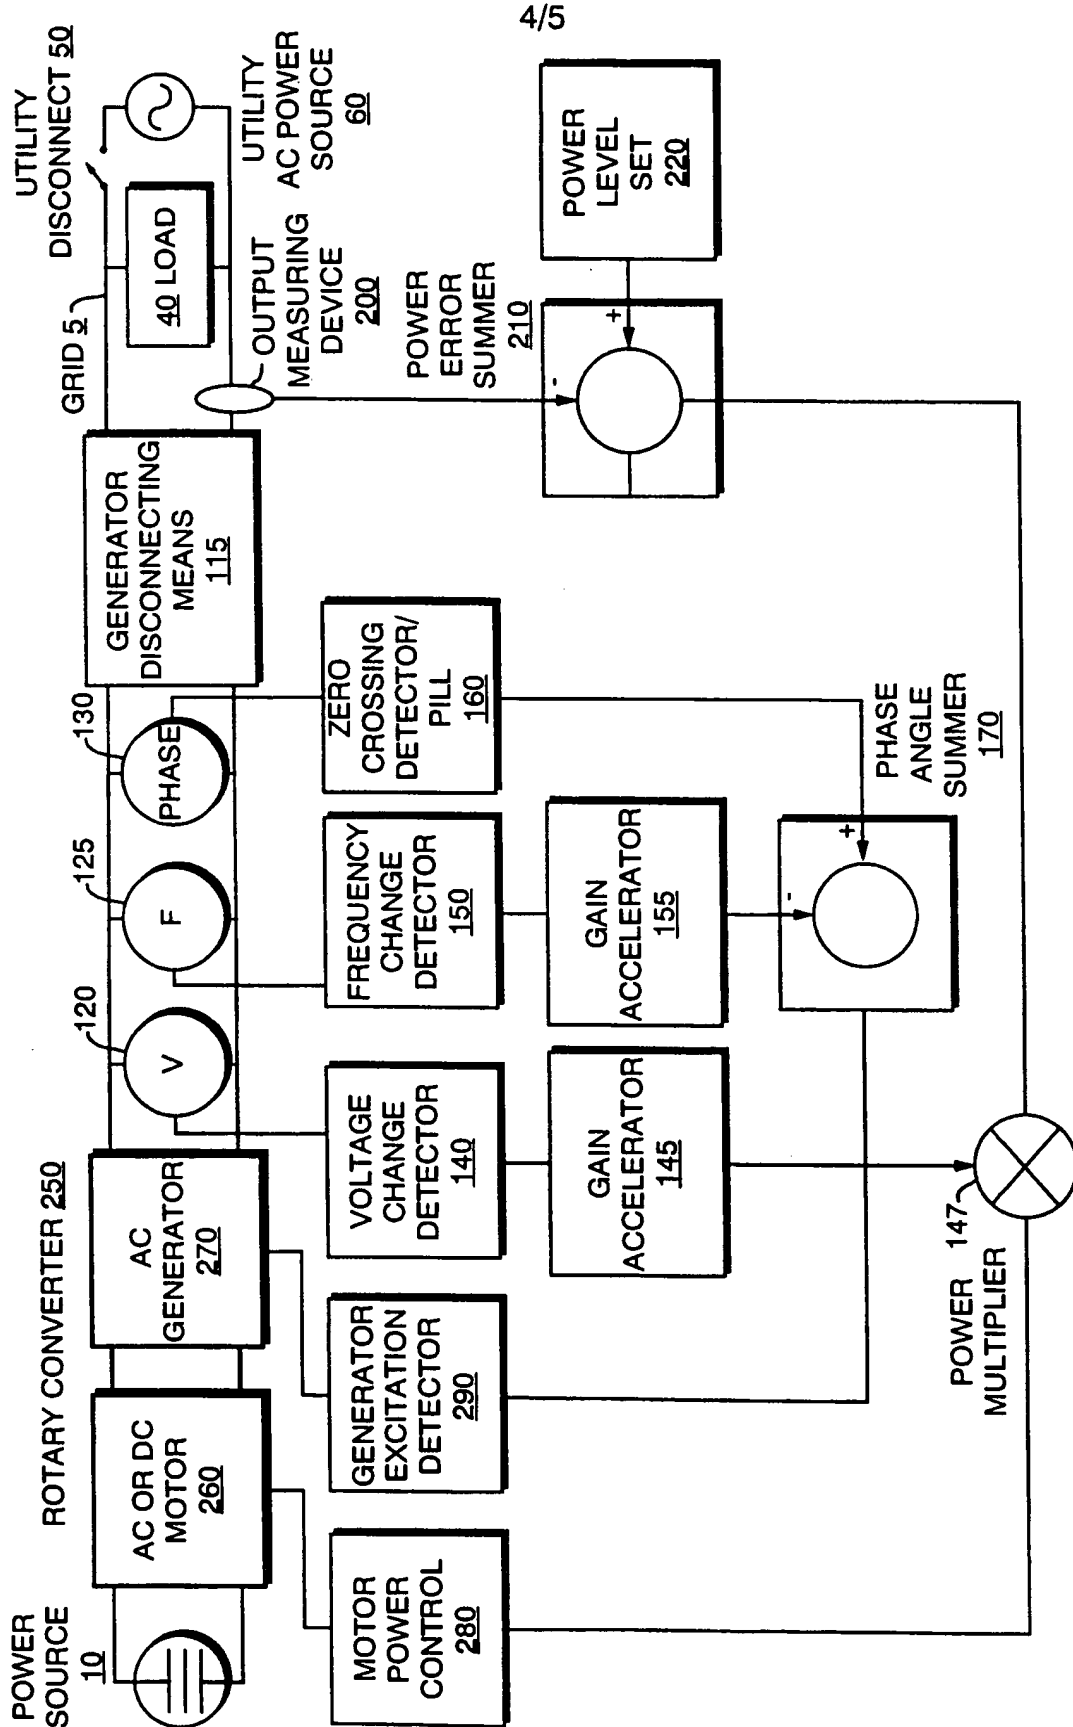 4/5
POWER
SOURCE
10
ROTARY CONVERTER 250
AC OR DC
MOTOR
260
AC
GENERATOR
270
120
V
125
F
130
PHASE
GENERATOR
DISCONNECTING
MEANS
115
GRID 5
40 LOAD
UTILITY
DISCONNECT 50
UTILITY
AC POWER
SOURCE
60
OUTPUT
MEASURING
DEVICE
200
MOTOR
POWER
CONTROL
280
GENERATOR
EXCITATION
DETECTOR
290
VOLTAGE
CHANGE
DETECTOR
140
FREQUENCY
CHANGE
DETECTOR
150
ZERO
CROSSING
DETECTOR/
PILL
160
GAIN
ACCELERATOR
145
GAIN
ACCELERATOR
155
POWER
ERROR
SUMMER
210
-
+
POWER
LEVEL
SET
220
PHASE
ANGLE
SUMMER
170
-
+
POWER
MULTIPLIER
147